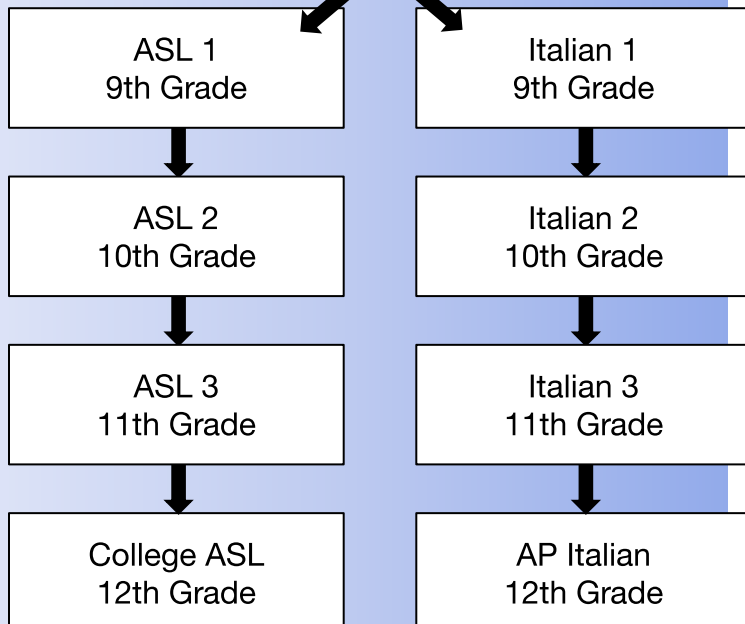 ASL 1
9th Grade
Italian 1
9th Grade
ASL 2
10th Grade
Italian 2
10th Grade
ASL 3
11th Grade
Italian 3
11th Grade
College ASL
12th Grade
AP Italian
12th Grade